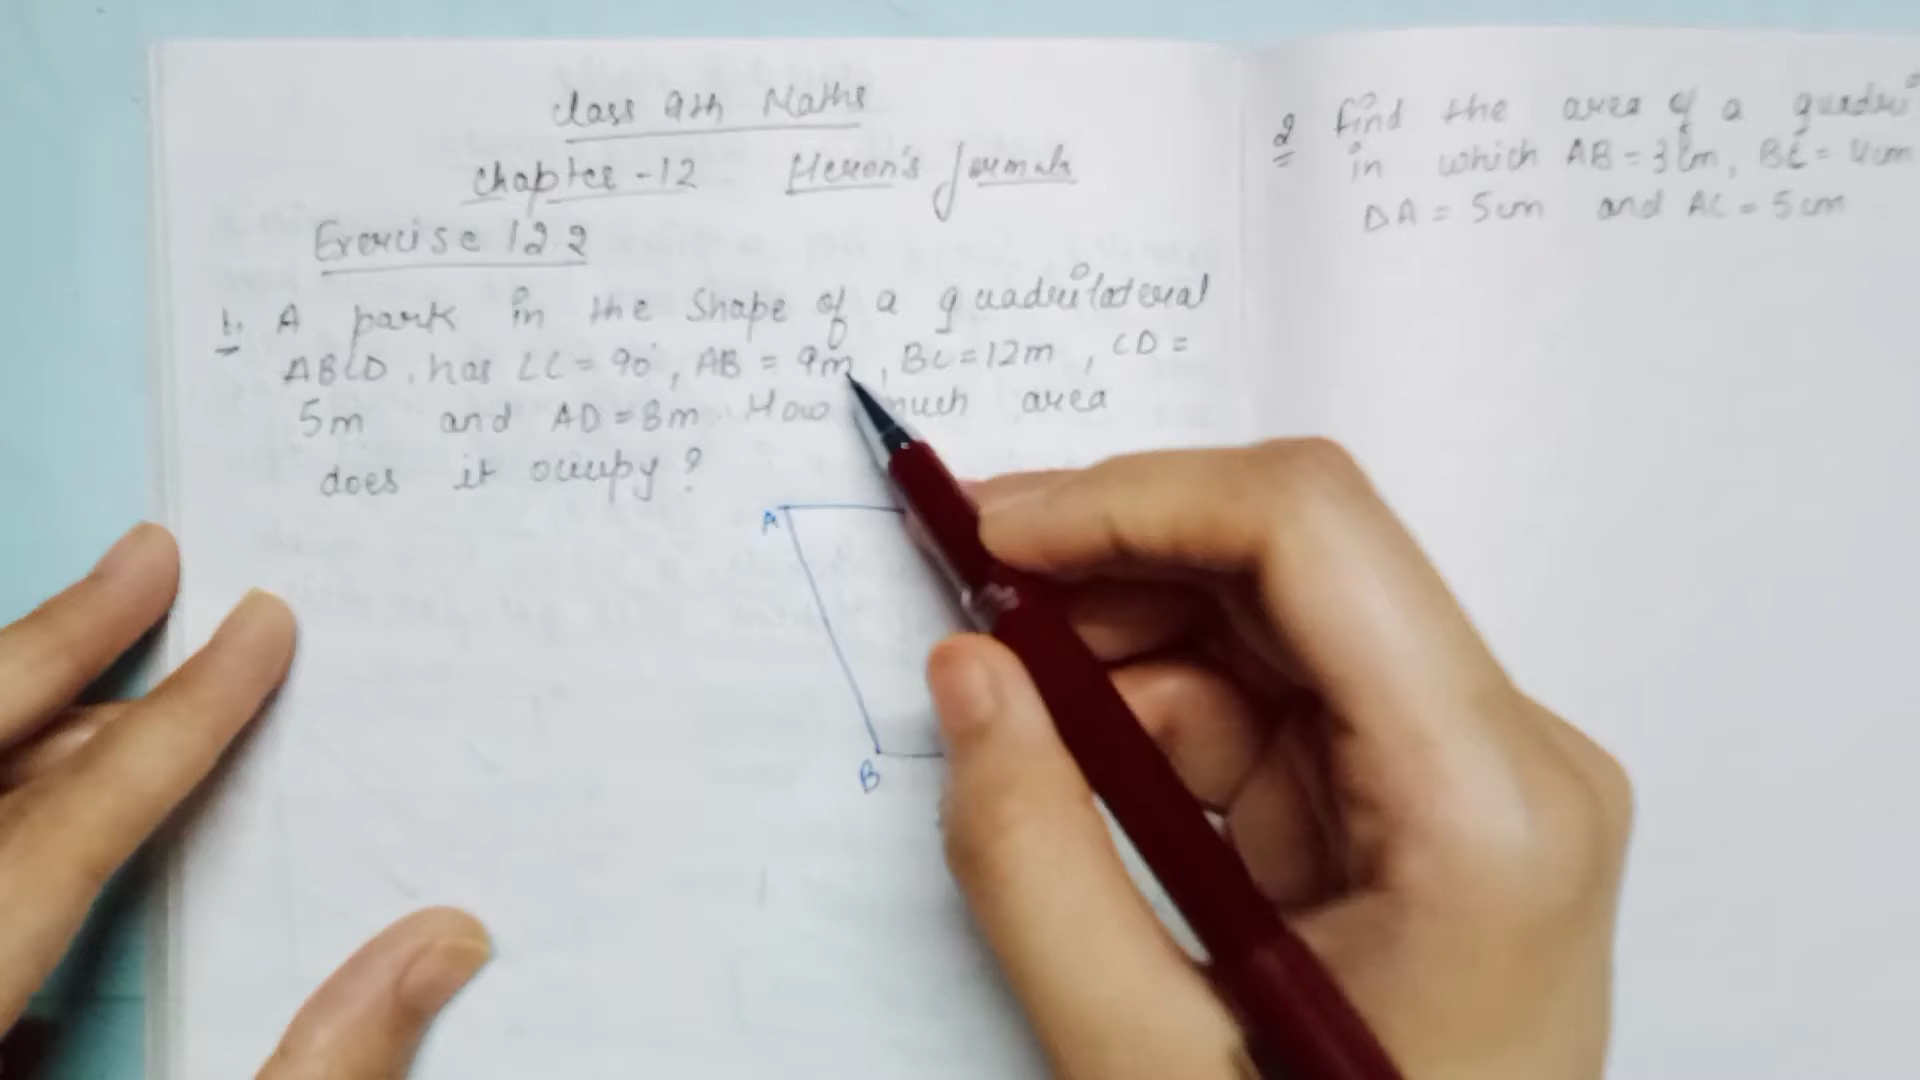 Class 9th Maths
Chapter-12 Heron's formula
Exercise 12.2
1. A park in the shape of a quadrilateral
ABCD. has ∠C = 90°, AB = 9m, BC = 12m, CD =
5m and AD = 8m. How much area
does it occupy?
A
B
2 Find the area of a quadri
in which AB = 3cm, BC = 4cm
DA = 5cm and AC = 5cm